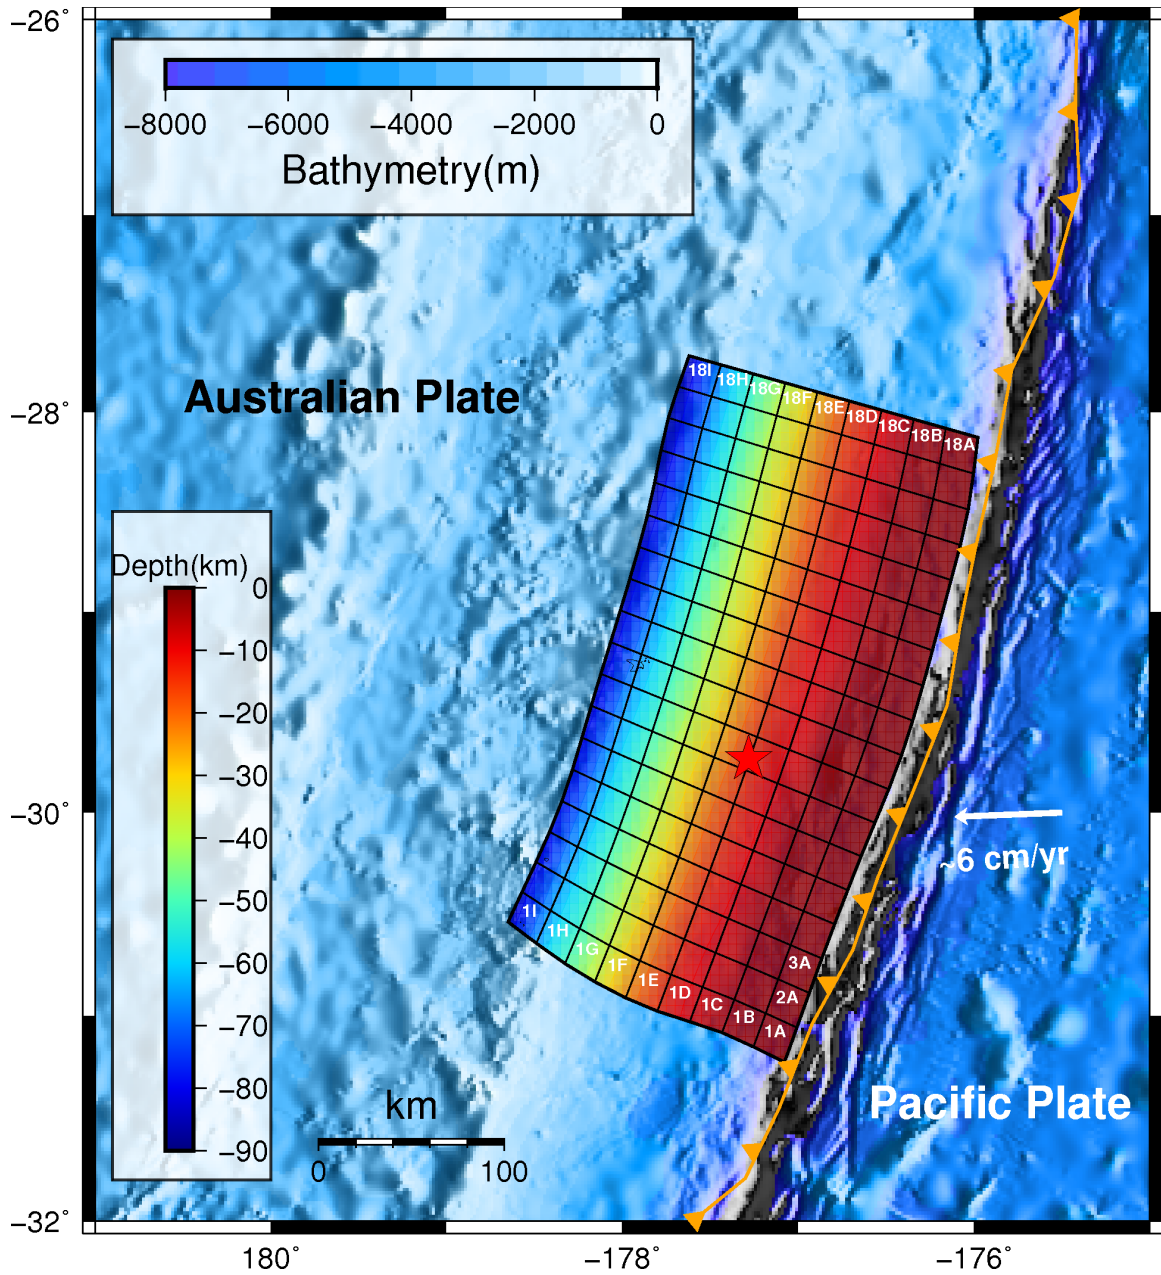 −26°
−28°
−30°
−32°
180°
−178°
−176°
−8000 −6000 −4000 −2000 0
Bathymetry(m)
Australian Plate
18I 18H 18G 18F 18E 18D 18C 18B 18A
Depth(km)
0
−10
−20
−30
−40
−50
−60
−70
−80
−90
~6 cm/yr
3A
2A
1I 1H 1G 1F 1E 1D 1C 1B 1A
Pacific Plate
km
0 100